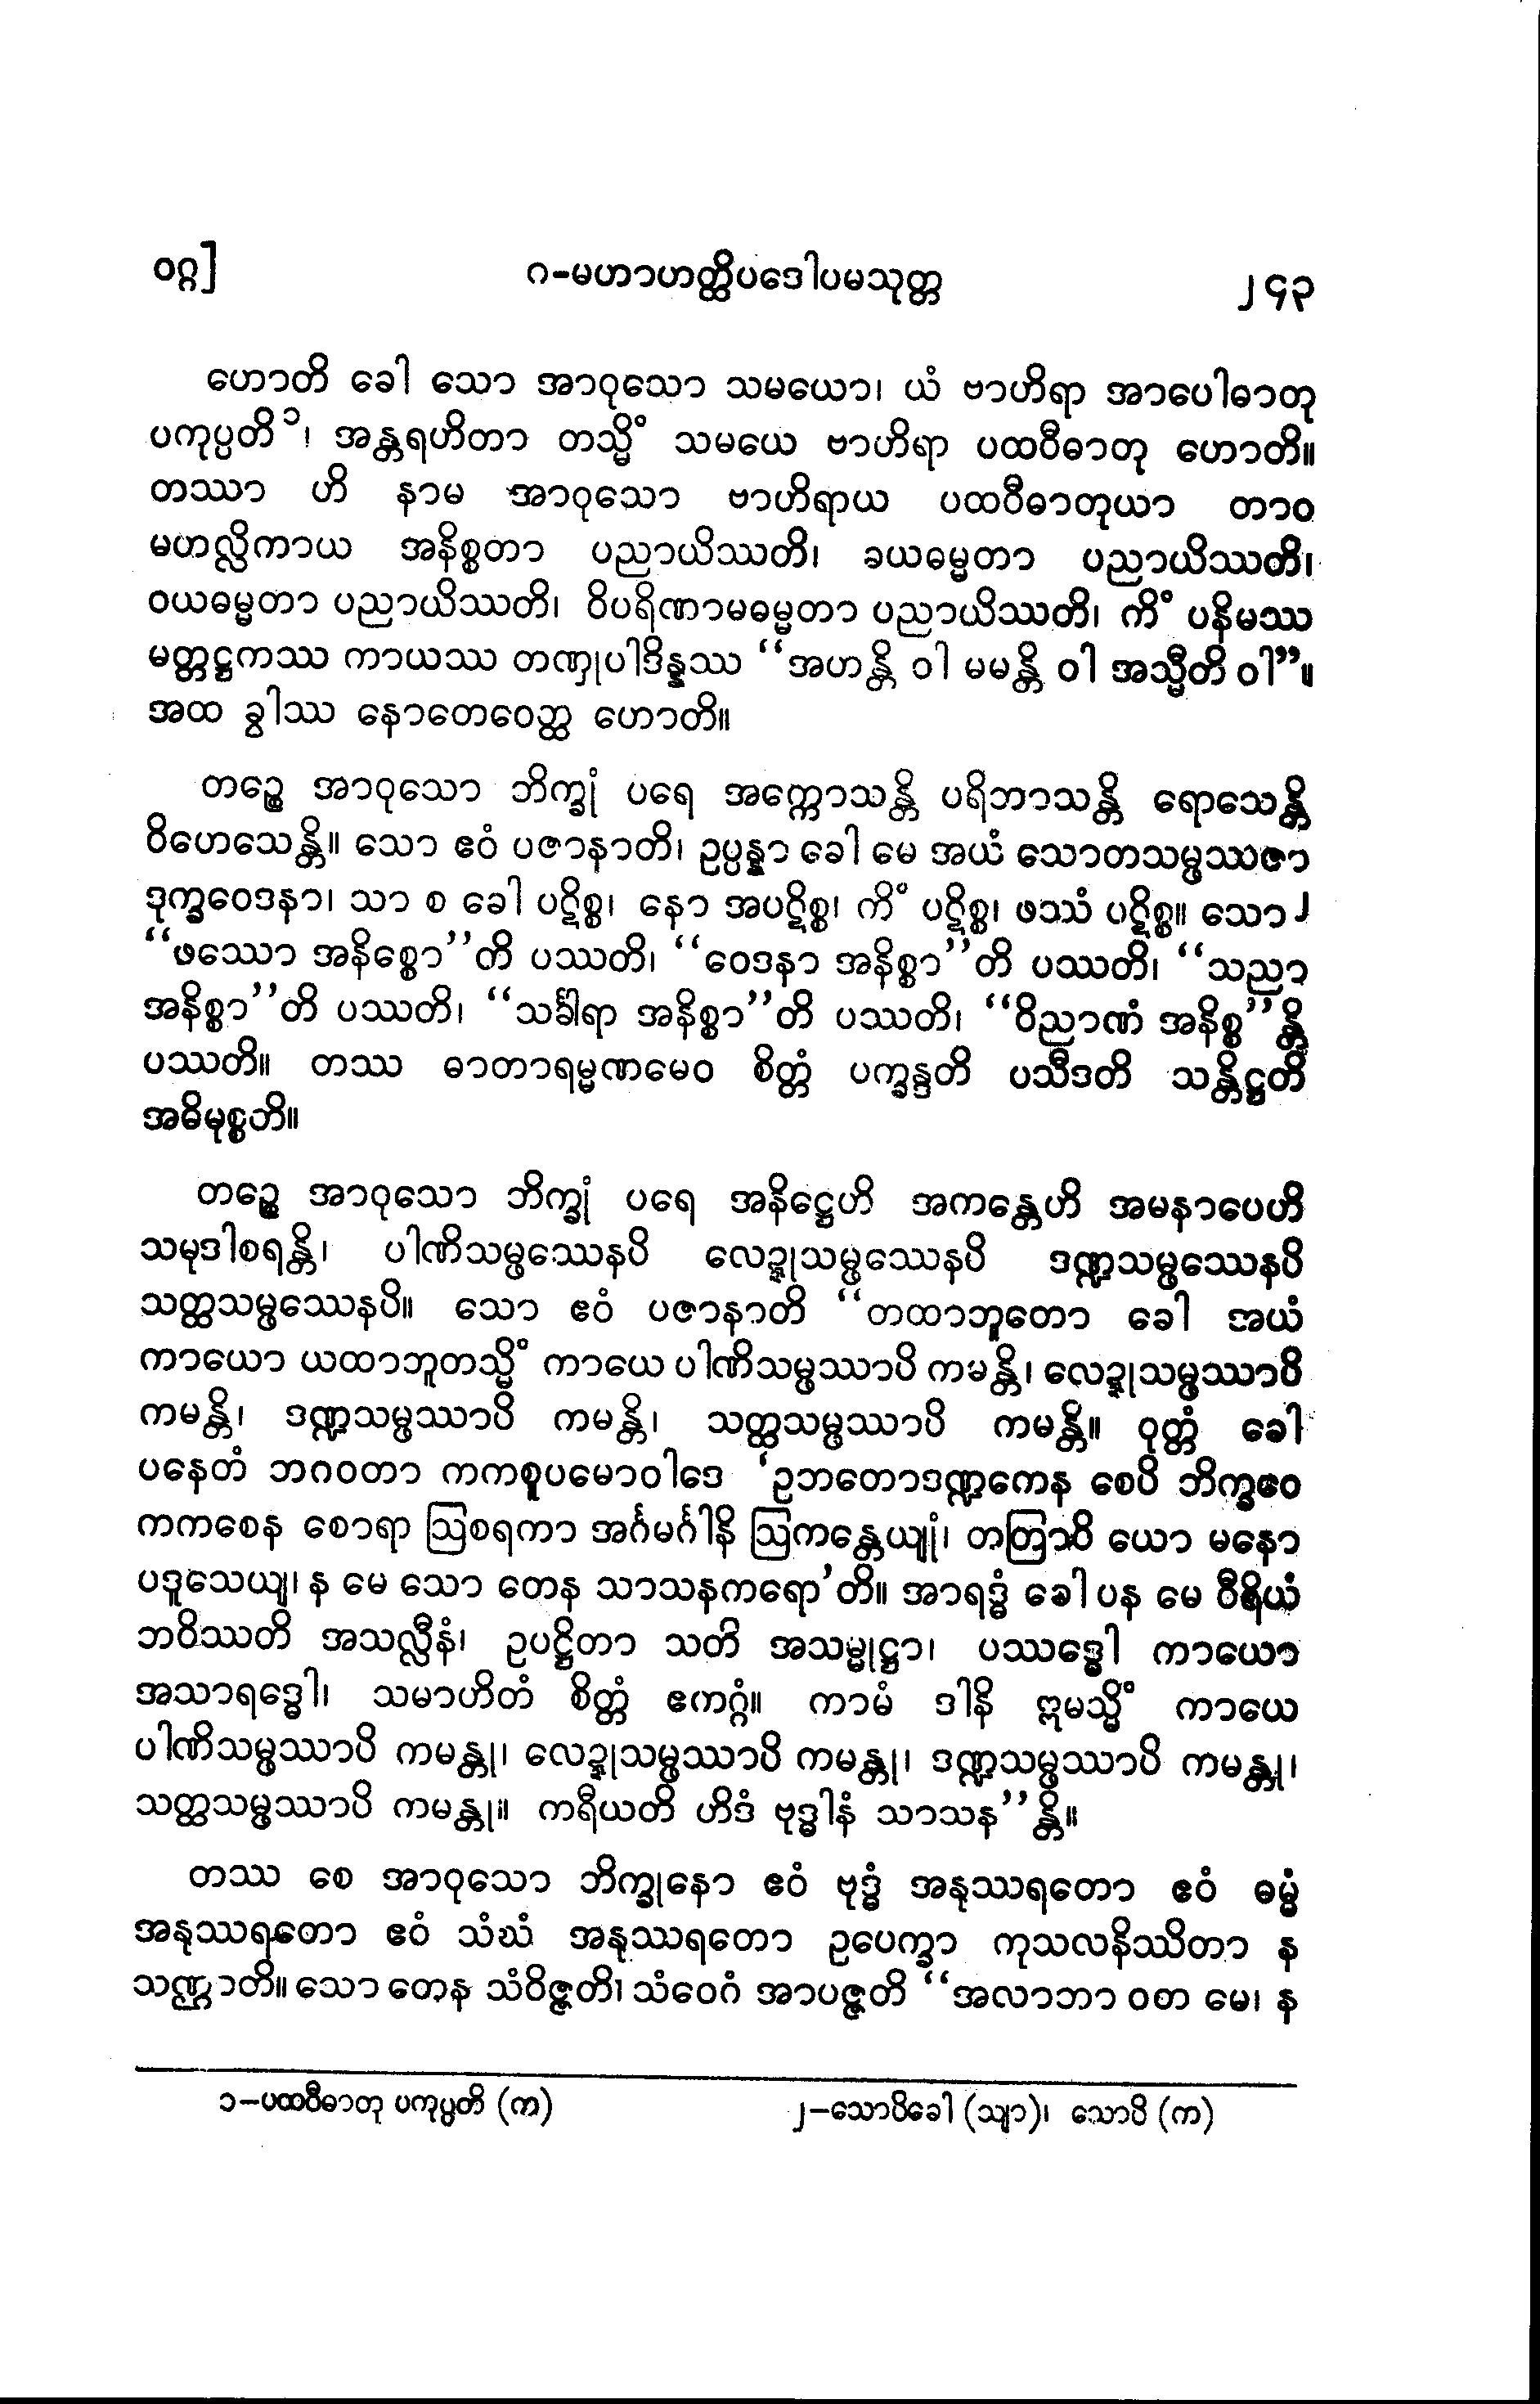 ၀ဂ္ဂ] ဂ-မဟာဟတ္ထိပဒေါပမသုတ္တ ၂၄၃
ဟောတိ ခေါ သော အာဝုသော သမယော၊ ယံ ဗာဟိရာ အာပေါဓာတု
ပကုပ္ပတိ၁၊ အန္တရဟိတာ တသ္မိံ သမယေ ဗာဟိရာ ပထဝီဓာတု ဟောတိ။
တဿာ ဟိ နာမ အာဝုသော ဗာဟိရာယ ပထဝီဓာတုယာ တာဝ
မဟလ္လိကာယ အနိစ္စတာ ပညာယိဿတိ၊ ခယဓမ္မတာ ပညာယိဿတိ၊
ဝယဓမ္မတာ ပညာယိဿတိ၊ ဝိပရိဏာမဓမ္မတာ ပညာယိဿတိ၊ ကိံ ပနိမဿ
မတ္တဋ္ဌကဿ ကာယဿ တဏှုပါဒိန္နဿ “အဟန္တိ ဝါ မမန္တိ ဝါ အသ္မီတိ ဝါ”။
အထ ခွါဿ နောတေဝေတ္ထ ဟောတိ။
တဉ္စေ အာဝုသော ဘိက္ခုံ ပရေ အက္ကောသန္တိ ပရိဘာသန္တိ ရောသေန္တိ
ဝိဟေသေန္တိ။ သော ဧဝံ ပဇာနာတိ၊ ဥပ္ပန္နာ ခေါ မေ အယံ သောတသမ္ဖဿဇာ
ဒုက္ခဝေဒနာ၊ သာ စ ခေါ ပဋိစ္စ၊ နော အပဋိစ္စ၊ ကိံ ပဋိစ္စ၊ ဖဿံ ပဋိစ္စ။ သော၂
“ဖဿော အနိစ္စော”တိ ပဿတိ၊ “ဝေဒနာ အနိစ္စာ”တိ ပဿတိ၊ “သညာ
အနိစ္စာ”တိ ပဿတိ၊ “သင်္ခါရာ အနိစ္စာ”တိ ပဿတိ၊ “ဝိညာဏံ အနိစ္စ”န္တိ
ပဿတိ။ တဿ ဓာတာရမ္မဏမေဝ စိတ္တံ ပက္ခန္ဒတိ ပသီဒတိ သန္တိဋ္ဌတိ
အဓိမုစ္စတိ။
တဉ္စေ အာဝုသော ဘိက္ခုံ ပရေ အနိဋ္ဌေဟိ အကန္တေဟိ အမနာပေဟိ
သမုဒါစရန္တိ၊ ပါဏိသမ္ဖဿေနပိ လေဍ္ဍုသမ္ဖဿေနပိ ဒဏ္ဍသမ္ဖဿေနပိ
သတ္ထသမ္ဖဿေနပိ။ သော ဧဝံ ပဇာနာတိ “တထာဘူတော ခေါ အယံ
ကာယော ယထာဘူတသ္မိံ ကာယေ ပါဏိသမ္ဖဿာပိ ကမန္တိ၊ လေဍ္ဍုသမ္ဖဿာပိ
ကမန္တိ၊ ဒဏ္ဍသမ္ဖဿာပိ ကမန္တိ၊ သတ္ထသမ္ဖဿာပိ ကမန္တိ။ ဝုတ္တံ ခေါ
ပနေတံ ဘဂဝတာ ကကစူပမောဝါဒေ ‘ဥဘတောဒဏ္ဍကေန စေပိ ဘိက္ခဝေ
ကကစေန စောရာ ဩစရကာ အင်္ဂမင်္ဂါနိ ဩကန္တေယျုံ၊ တတြာပိ ယော မနော
ပဒူသေယျ၊ န မေ သော တေန သာသနကရော’တိ။ အာရဒ္ဓံ ခေါ ပန မေ ဝီရိယံ
ဘဝိဿတိ အသလ္လီနံ၊ ဥပဋ္ဌိတာ သတိ အသမ္မုဋ္ဌာ၊ ပဿဒ္ဓေါ ကာယော
အသာရဒ္ဓေါ၊ သမာဟိတံ စိတ္တံ ဧကဂ္ဂံ။ ကာမံ ဒါနိ ဣမသ္မိံ ကာယေ
ပါဏိသမ္ဖဿာပိ ကမန္တု၊ လေဍ္ဍုသမ္ဖဿာပိ ကမန္တု၊ ဒဏ္ဍသမ္ဖဿာပိ ကမန္တု၊
သတ္ထသမ္ဖဿာပိ ကမန္တု။ ကရီယတိ ဟိဒံ ဗုဒ္ဓါနံ သာသန”န္တိ။
တဿ စေ အာဝုသော ဘိက္ခုနော ဧဝံ ဗုဒ္ဓံ အနုဿရတော ဧဝံ ဓမ္မံ
အနုဿရတော ဧဝံ သံဃံ အနုဿရတော ဥပေက္ခာ ကုသလနိဿိတာ န
သဏ္ဌာတိ။ သော တေန သံဝိဇ္ဇတိ၊ သံဝေဂံ အာပဇ္ဇတိ “အလာဘာ ဝတ မေ၊ န
၁-ပထဝီဓာတု ပကုပ္ပတိ (က) ၂-သောပိခေါ (သျာ)၊ သောပိ (က)